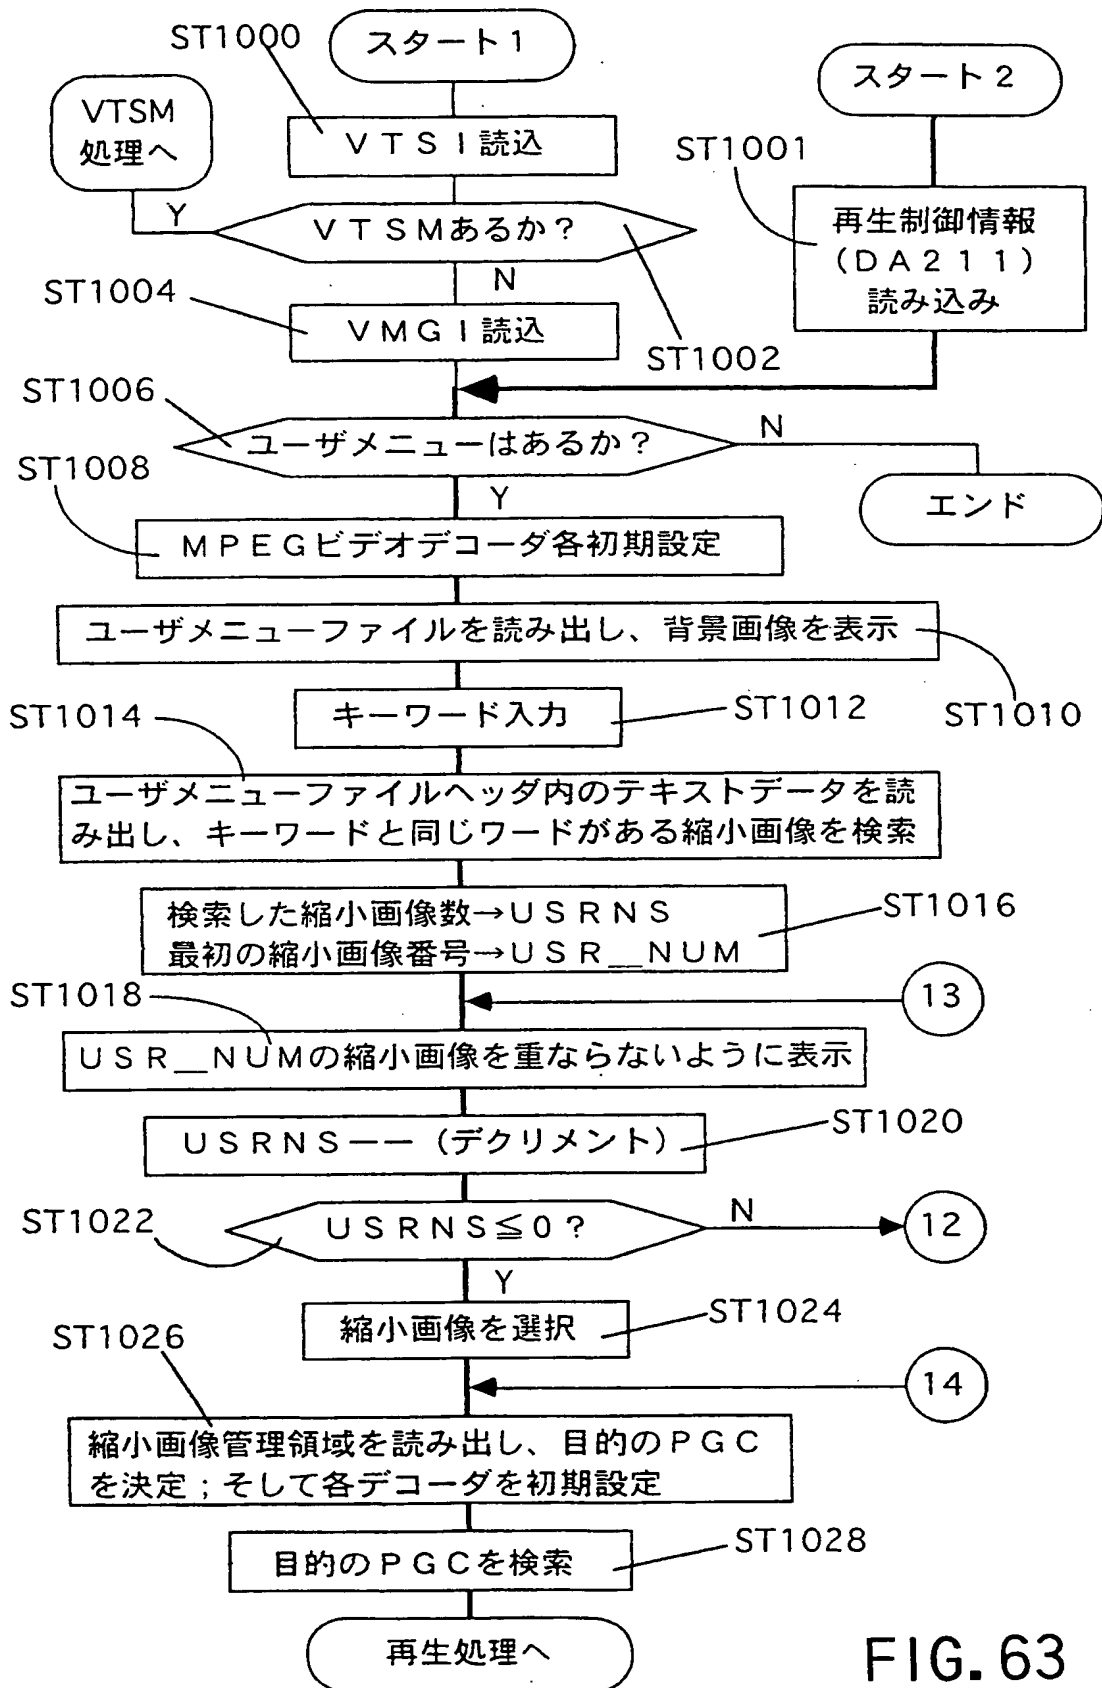 ST1000
スタート1
スタート2
VTSM
処理へ
VTSI読込
ST1001
Y
VTSMあるか?
再生制御情報
(DA211)
読み込み
N
ST1004
VMGI読込
ST1002
ST1006
ユーザメニューはあるか?
N
ST1008
Y
エンド
MPEGビデオデコーダ各初期設定
ユーザメニューファイルを読み出し、背景画像を表示
ST1010
キーワード入力
ST1012
ST1014
ユーザメニューファイルヘッダ内のテキストデータを読
み出し、キーワードと同じワードがある縮小画像を検索
検索した縮小画像数→USRNS
最初の縮小画像番号→USR__NUM
ST1016
ST1018
13
USR__NUMの縮小画像を重ならないように表示
USRNS−−(デクリメント)
ST1020
ST1022
USRNS≦0?
N
12
Y
縮小画像を選択
ST1024
ST1026
14
縮小画像管理領域を読み出し、目的のPGC
を決定;そして各デコーダを初期設定
目的のPGCを検索
ST1028
再生処理へ
FIG. 63